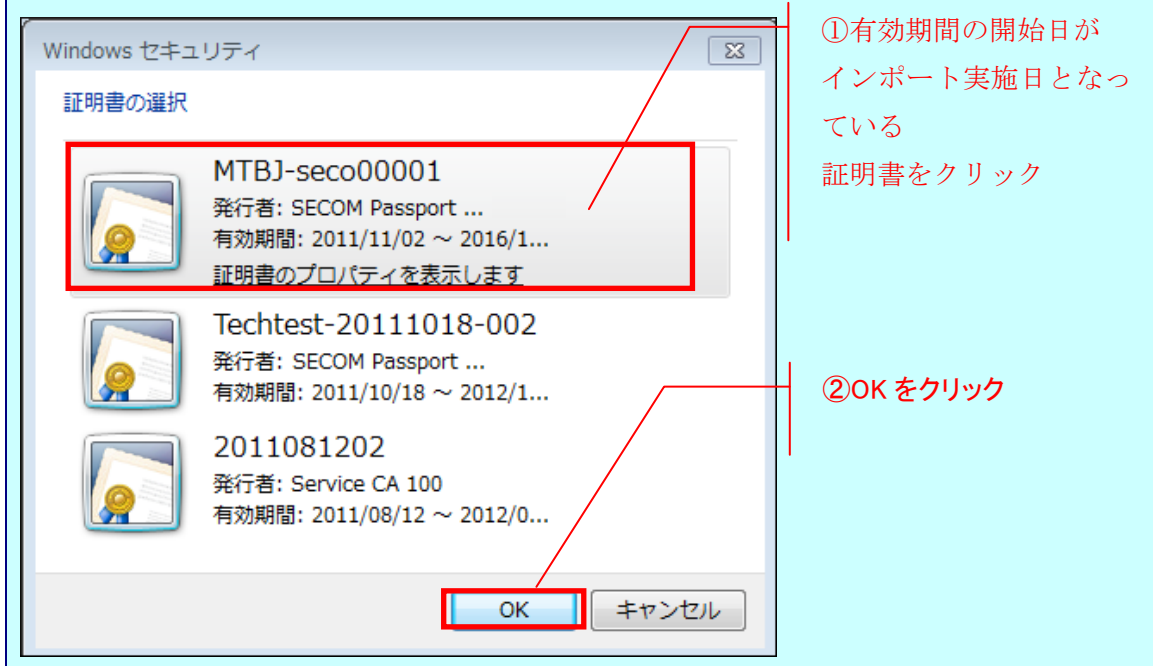 Windows セキュリティ
証明書の選択
MTBJ-seco00001
発行者: SECOM Passport ...
有効期間: 2011/11/02 ～ 2016/1...
証明書のプロパティを表示します
Techtest-20111018-002
発行者: SECOM Passport ...
有効期間: 2011/10/18 ～ 2012/1...
2011081202
発行者: Service CA 100
有効期間: 2011/08/12 ～ 2012/0...
OK
キャンセル
①有効期間の開始日が
インポート実施日となっ
ている
証明書をクリック
②OK をクリック